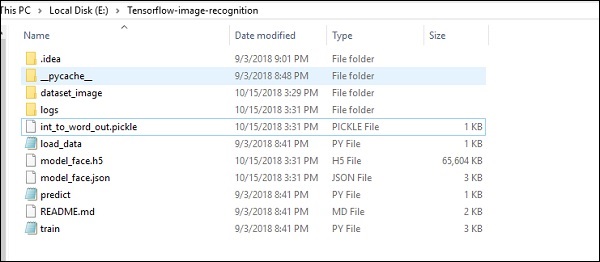 This PC > Local Disk (E:) > Tensorflow-image-recognition
Name Date modified Type Size
.idea 9/3/2018 9:01 PM File folder
__pycache__ 9/3/2018 8:48 PM File folder
dataset_image 10/15/2018 3:29 PM File folder
logs 10/15/2018 3:31 PM File folder
int_to_word_out.pickle 10/15/2018 3:31 PM PICKLE File 1 KB
load_data 9/3/2018 8:41 PM PY File 1 KB
model_face.h5 10/15/2018 3:31 PM H5 File 65,604 KB
model_face.json 10/15/2018 3:31 PM JSON File 3 KB
predict 9/3/2018 8:41 PM PY File 3 KB
README.md 9/3/2018 8:41 PM MD File 2 KB
train 9/3/2018 8:41 PM PY File 3 KB